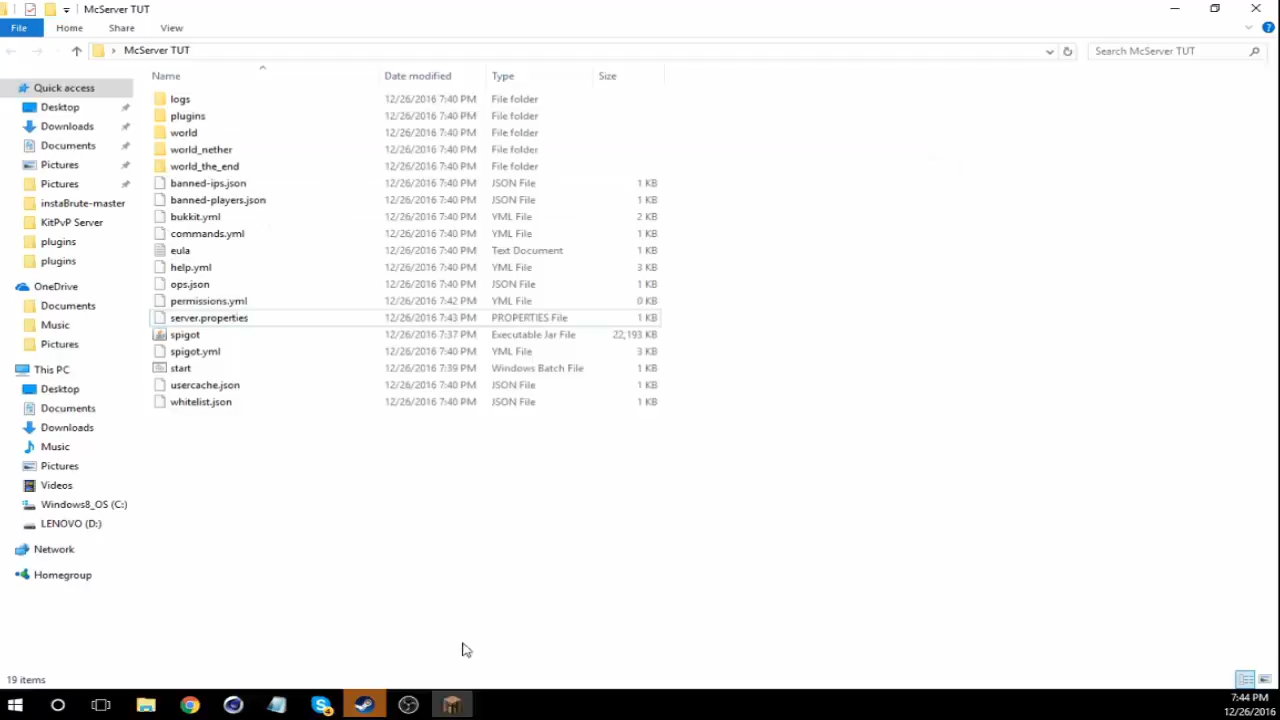 McServer TUT
File Home Share View
McServer TUT
Search McServer TUT
Name Date modified Type Size
Quick access
Desktop
Downloads
Documents
Pictures
Pictures
instaBrute-master
KitPvP Server
plugins
plugins
OneDrive
Documents
Music
Pictures
This PC
Desktop
Documents
Downloads
Music
Pictures
Videos
Windows8_OS (C:)
LENOVO (D:)
Network
Homegroup
logs 12/26/2016 7:40 PM File folder
plugins 12/26/2016 7:40 PM File folder
world 12/26/2016 7:40 PM File folder
world_nether 12/26/2016 7:40 PM File folder
world_the_end 12/26/2016 7:40 PM File folder
banned-ips.json 12/26/2016 7:40 PM JSON File 1 KB
banned-players.json 12/26/2016 7:40 PM JSON File 1 KB
bukkit.yml 12/26/2016 7:40 PM YML File 2 KB
commands.yml 12/26/2016 7:40 PM YML File 1 KB
eula 12/26/2016 7:40 PM Text Document 1 KB
help.yml 12/26/2016 7:40 PM YML File 3 KB
ops.json 12/26/2016 7:40 PM JSON File 1 KB
permissions.yml 12/26/2016 7:42 PM YML File 0 KB
server.properties 12/26/2016 7:43 PM PROPERTIES File 1 KB
spigot 12/26/2016 7:37 PM Executable Jar File 22,193 KB
spigot.yml 12/26/2016 7:40 PM YML File 3 KB
start 12/26/2016 7:39 PM Windows Batch File 1 KB
usercache.json 12/26/2016 7:40 PM JSON File 1 KB
whitelist.json 12/26/2016 7:40 PM JSON File 1 KB
19 items
7:44 PM
12/26/2016